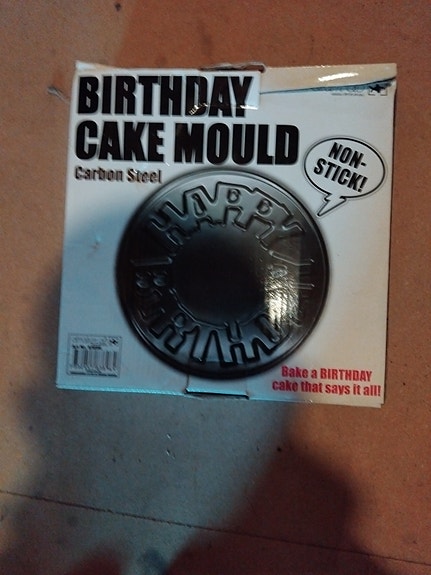 BIRTHDAY
CAKE MOULD
Carbon Steel
NON-
STICK!
HAPPY
BIRTHDAY
Bake a BIRTHDAY
cake that says it all!